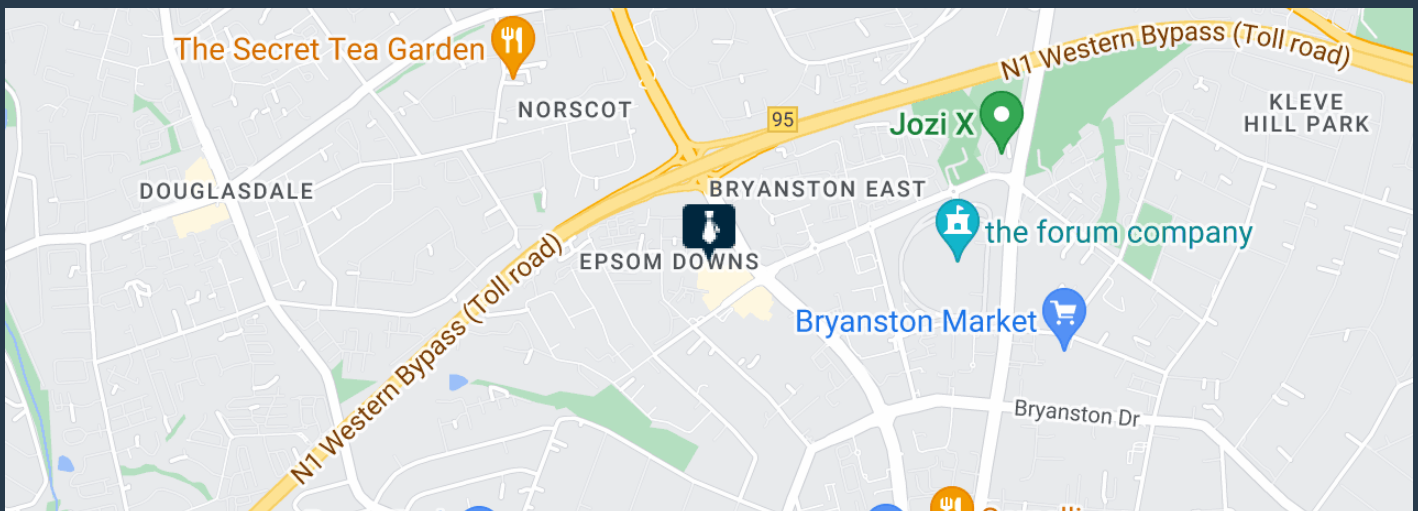 The Secret Tea Garden
N1 Western Bypass (Toll road)
NORSCOT
95
Jozi X
KLEVE
HILL PARK
DOUGLASDALE
BRYANSTON EAST
the forum company
EPSOM DOWNS
N1 Western Bypass (Toll road)
Bryanston Market
Bryanston Dr